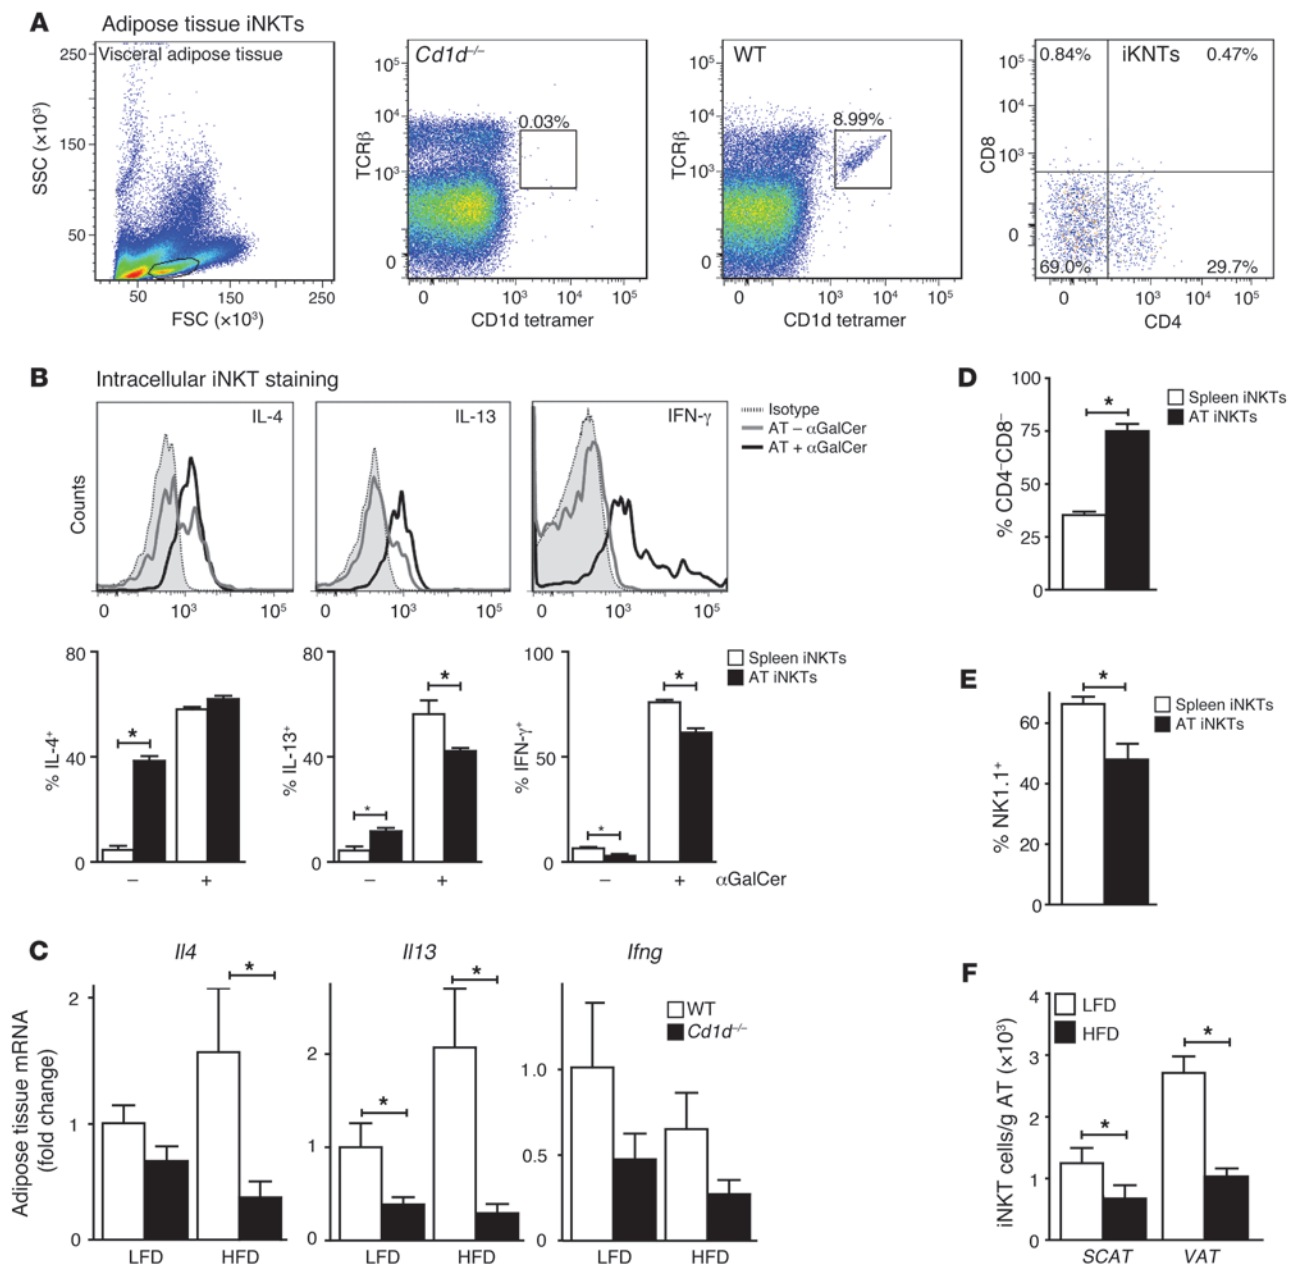 A Adipose tissue iNKTs
Visceral adipose tissue
250
150
50
SSC (×10³)
50 150 250
FSC (×10³)
Cd1d⁻/⁻
0.03%
10⁵
10⁴
10³
0
TCRβ
0 10³ 10⁴ 10⁵
CD1d tetramer
WT
8.99%
10⁵
10⁴
10³
0
TCRβ
0 10³ 10⁴ 10⁵
CD1d tetramer
0.84% iKNTs 0.47%
10⁵
10⁴
10³
0
CD8
69.0% 29.7%
0 10³ 10⁴ 10⁵
CD4
B Intracellular iNKT staining
IL-4
IL-13
IFN-γ
Isotype
AT – αGalCer
AT + αGalCer
Counts
0 10³ 10⁵
0 10³ 10⁵
0 10³ 10⁵
80
40
0
% IL-4⁺
*
– +
80
40
0
% IL-13⁺
* *
– +
100
50
0
% IFN-γ⁺
* *
– + αGalCer
Spleen iNKTs
AT iNKTs
C Il4 Il13 Ifng
Adipose tissue mRNA
(fold change)
2
1
0
*
LFD HFD
2
1
0
* *
LFD HFD
1.0
0.5
0
LFD HFD
WT
Cd1d⁻/⁻
D
100
75
50
25
0
% CD4⁻CD8⁻
*
Spleen iNKTs
AT iNKTs
E
60
40
20
0
% NK1.1⁺
*
Spleen iNKTs
AT iNKTs
F
4
3
2
1
0
iNKT cells/g AT (×10³)
LFD
HFD
* *
SCAT VAT